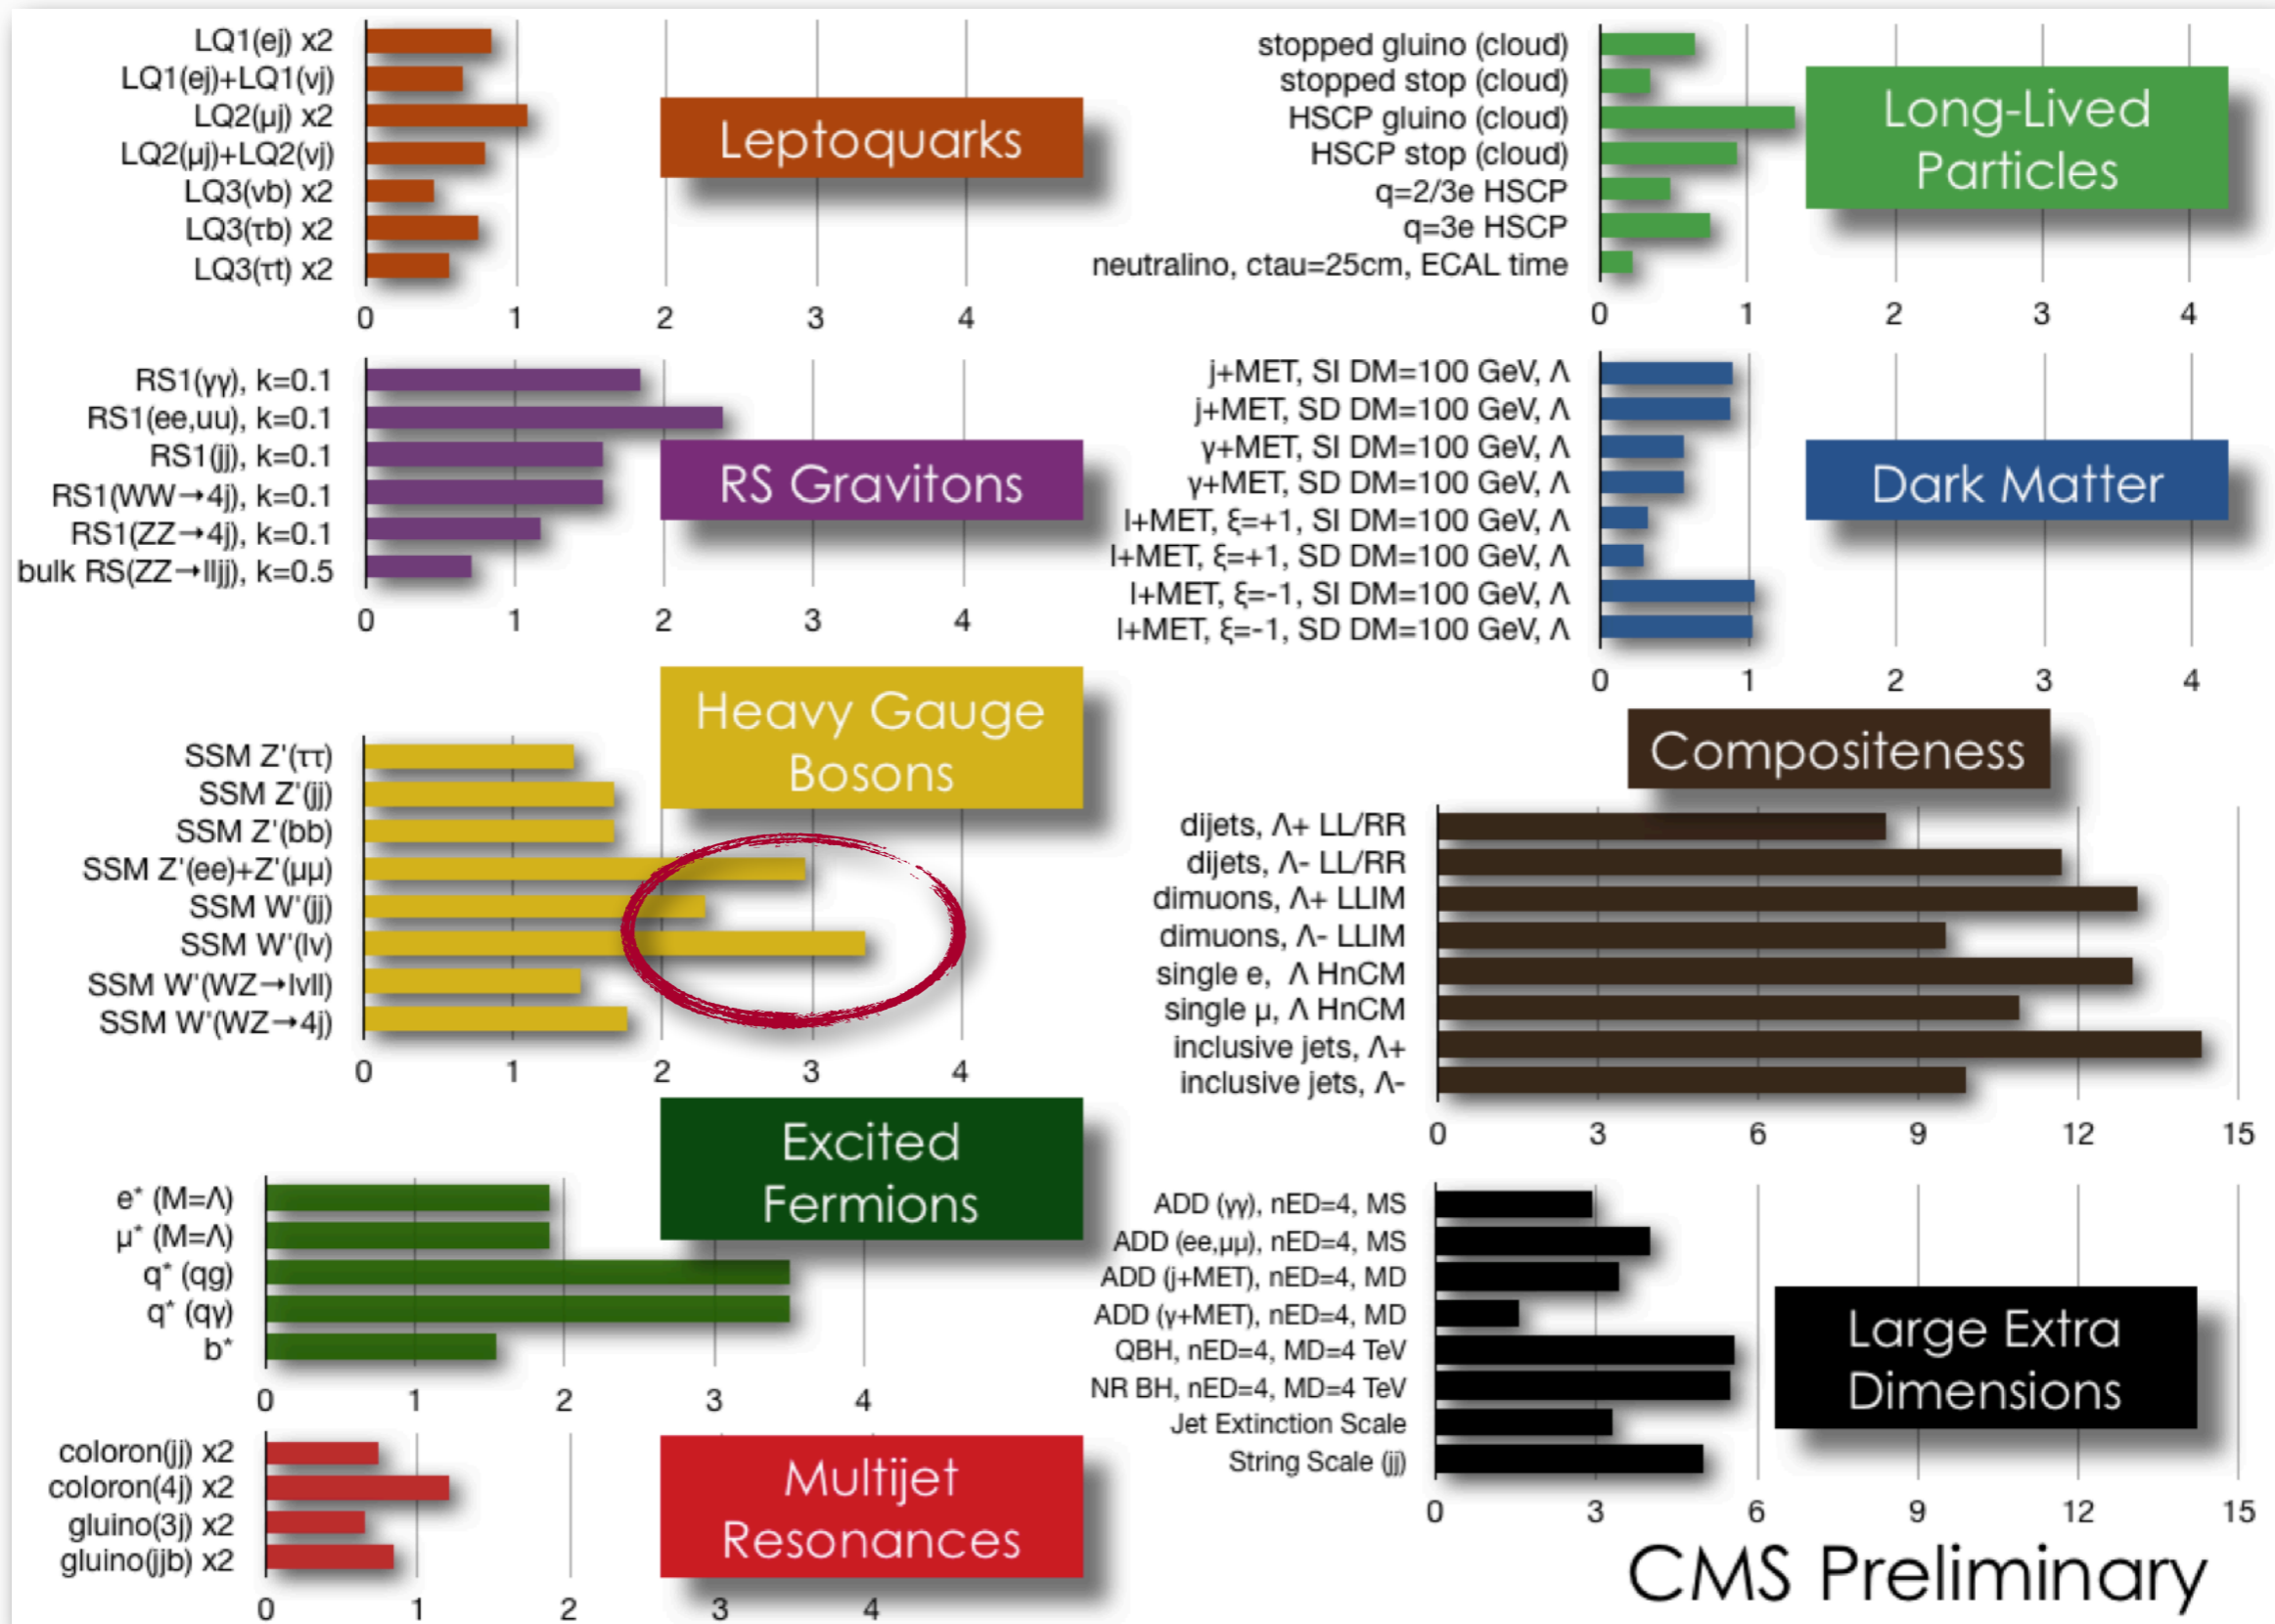 LQ1(ej) x2
LQ1(ej)+LQ1(νj)
LQ2(μj) x2
LQ2(μj)+LQ2(νj)
LQ3(νb) x2
LQ3(τb) x2
LQ3(τt) x2
0 1 2 3 4
Leptoquarks
stopped gluino (cloud)
stopped stop (cloud)
HSCP gluino (cloud)
HSCP stop (cloud)
q=2/3e HSCP
q=3e HSCP
neutralino, ctau=25cm, ECAL time
0 1 2 3 4
Long-Lived
Particles
RS1(γγ), k=0.1
RS1(ee,uu), k=0.1
RS1(jj), k=0.1
RS1(WW→4j), k=0.1
RS1(ZZ→4j), k=0.1
bulk RS(ZZ→lljj), k=0.5
0 1 2 3 4
RS Gravitons
j+MET, SI DM=100 GeV, Λ
j+MET, SD DM=100 GeV, Λ
γ+MET, SI DM=100 GeV, Λ
γ+MET, SD DM=100 GeV, Λ
l+MET, ξ=+1, SI DM=100 GeV, Λ
l+MET, ξ=+1, SD DM=100 GeV, Λ
l+MET, ξ=-1, SI DM=100 GeV, Λ
l+MET, ξ=-1, SD DM=100 GeV, Λ
0 1 2 3 4
Dark Matter
Heavy Gauge
Bosons
SSM Z'(ττ)
SSM Z'(jj)
SSM Z'(bb)
SSM Z'(ee)+Z'(μμ)
SSM W'(jj)
SSM W'(lν)
SSM W'(WZ→lνll)
SSM W'(WZ→4j)
0 1 2 3 4
Compositeness
dijets, Λ+ LL/RR
dijets, Λ- LL/RR
dimuons, Λ+ LLIM
dimuons, Λ- LLIM
single e, Λ HnCM
single μ, Λ HnCM
inclusive jets, Λ+
inclusive jets, Λ-
0 3 6 9 12 15
Excited
Fermions
e* (M=Λ)
μ* (M=Λ)
q* (qg)
q* (qγ)
b*
0 1 2 3 4
ADD (γγ), nED=4, MS
ADD (ee,μμ), nED=4, MS
ADD (j+MET), nED=4, MD
ADD (γ+MET), nED=4, MD
QBH, nED=4, MD=4 TeV
NR BH, nED=4, MD=4 TeV
Jet Extinction Scale
String Scale (jj)
0 3 6 9 12 15
Large Extra
Dimensions
coloron(jj) x2
coloron(4j) x2
gluino(3j) x2
gluino(jjb) x2
0 1 2 3 4
Multijet
Resonances
CMS Preliminary